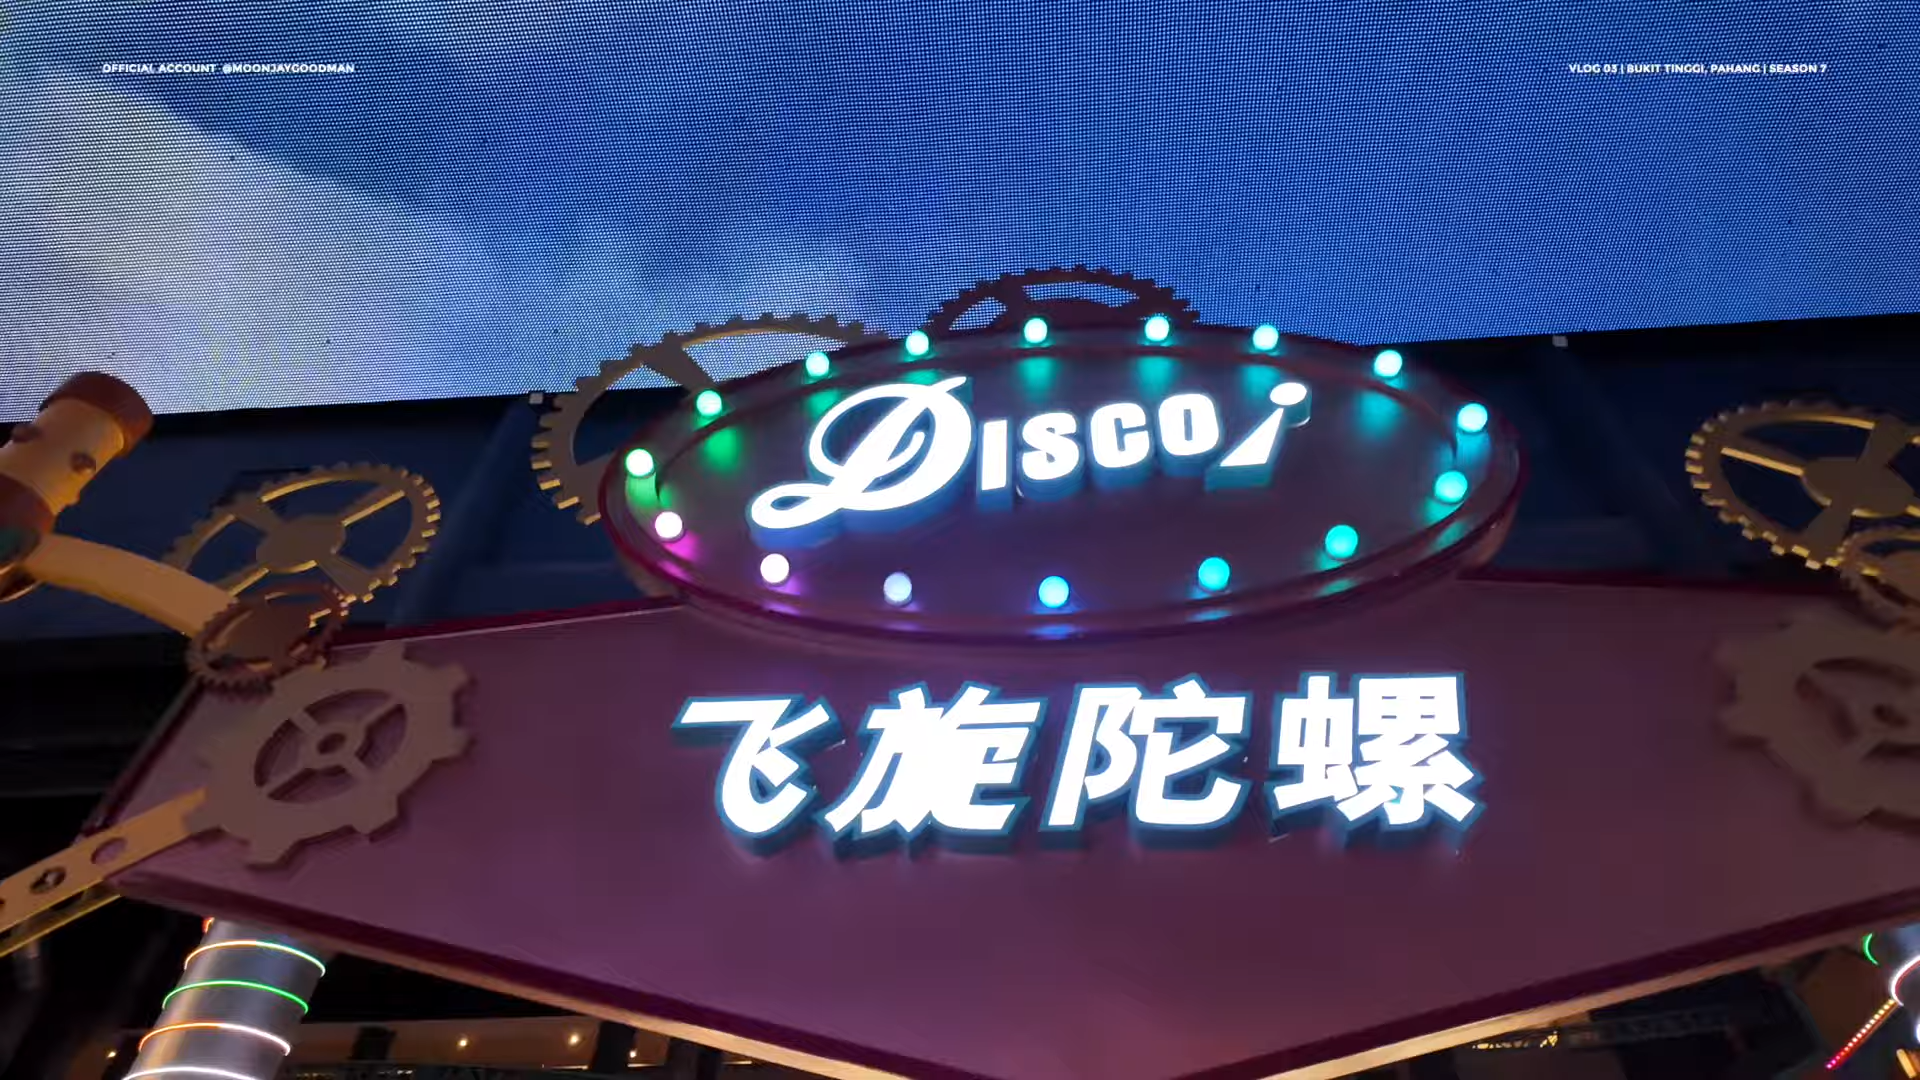 OFFICIAL ACCOUNT @MOONJAYGOODMAN
VLOG 03 | BUKIT TINGGI, PAHANG | SEASON 7
DISCO
飞旋陀螺